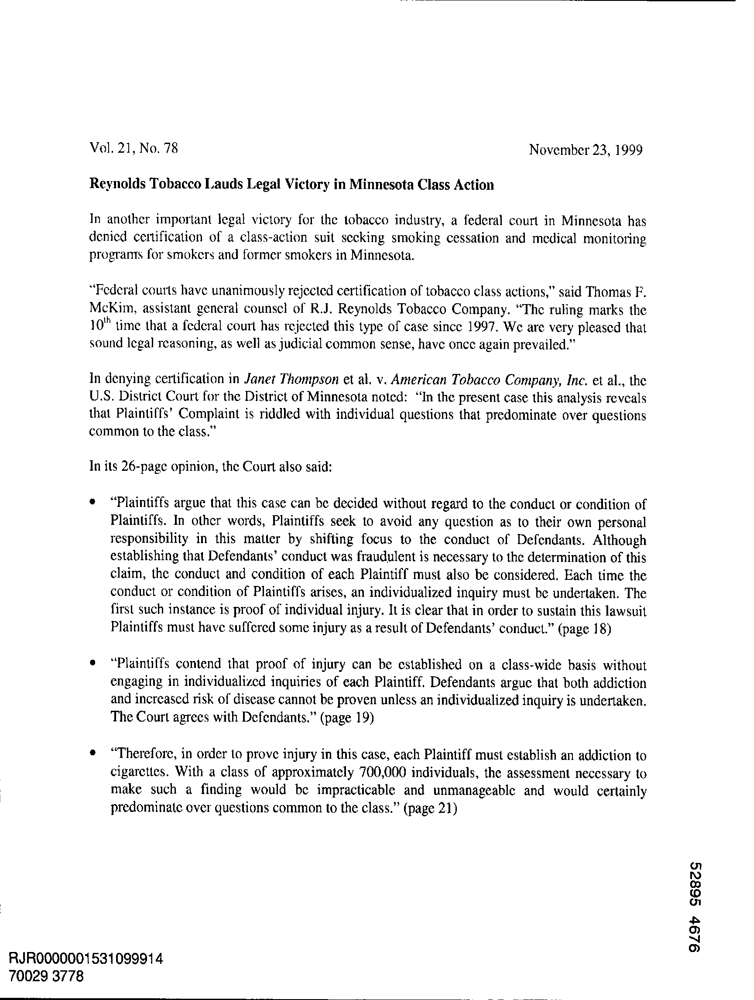 Vol. 21, No. 78
November 23, 1999
Reynolds Tobacco Lauds Legal Victory in Minnesota Class Action
In another important legal victory for the tobacco industry, a federal court in Minnesota has
denied certification of a class-action suit seeking smoking cessation and medical monitoring
programs for smokers and former smokers in Minnesota.
“Federal courts have unanimously rejected certification of tobacco class actions,” said Thomas F.
McKim, assistant general counsel of R.J. Reynolds Tobacco Company. “The ruling marks the
10th time that a federal court has rejected this type of case since 1997. We are very pleased that
sound legal reasoning, as well as judicial common sense, have once again prevailed.”
In denying certification in Janet Thompson et al. v. American Tobacco Company, Inc. et al., the
U.S. District Court for the District of Minnesota noted: “In the present case this analysis reveals
that Plaintiffs’ Complaint is riddled with individual questions that predominate over questions
common to the class.”
In its 26-page opinion, the Court also said:
• “Plaintiffs argue that this case can be decided without regard to the conduct or condition of
Plaintiffs. In other words, Plaintiffs seek to avoid any question as to their own personal
responsibility in this matter by shifting focus to the conduct of Defendants. Although
establishing that Defendants’ conduct was fraudulent is necessary to the determination of this
claim, the conduct and condition of each Plaintiff must also be considered. Each time the
conduct or condition of Plaintiffs arises, an individualized inquiry must be undertaken. The
first such instance is proof of individual injury. It is clear that in order to sustain this lawsuit
Plaintiffs must have suffered some injury as a result of Defendants’ conduct.” (page 18)
• “Plaintiffs contend that proof of injury can be established on a class-wide basis without
engaging in individualized inquiries of each Plaintiff. Defendants argue that both addiction
and increased risk of disease cannot be proven unless an individualized inquiry is undertaken.
The Court agrees with Defendants.” (page 19)
• “Therefore, in order to prove injury in this case, each Plaintiff must establish an addiction to
cigarettes. With a class of approximately 700,000 individuals, the assessment necessary to
make such a finding would be impracticable and unmanageable and would certainly
predominate over questions common to the class.” (page 21)
52895 4676
RJR0000001531099914
70029 3778